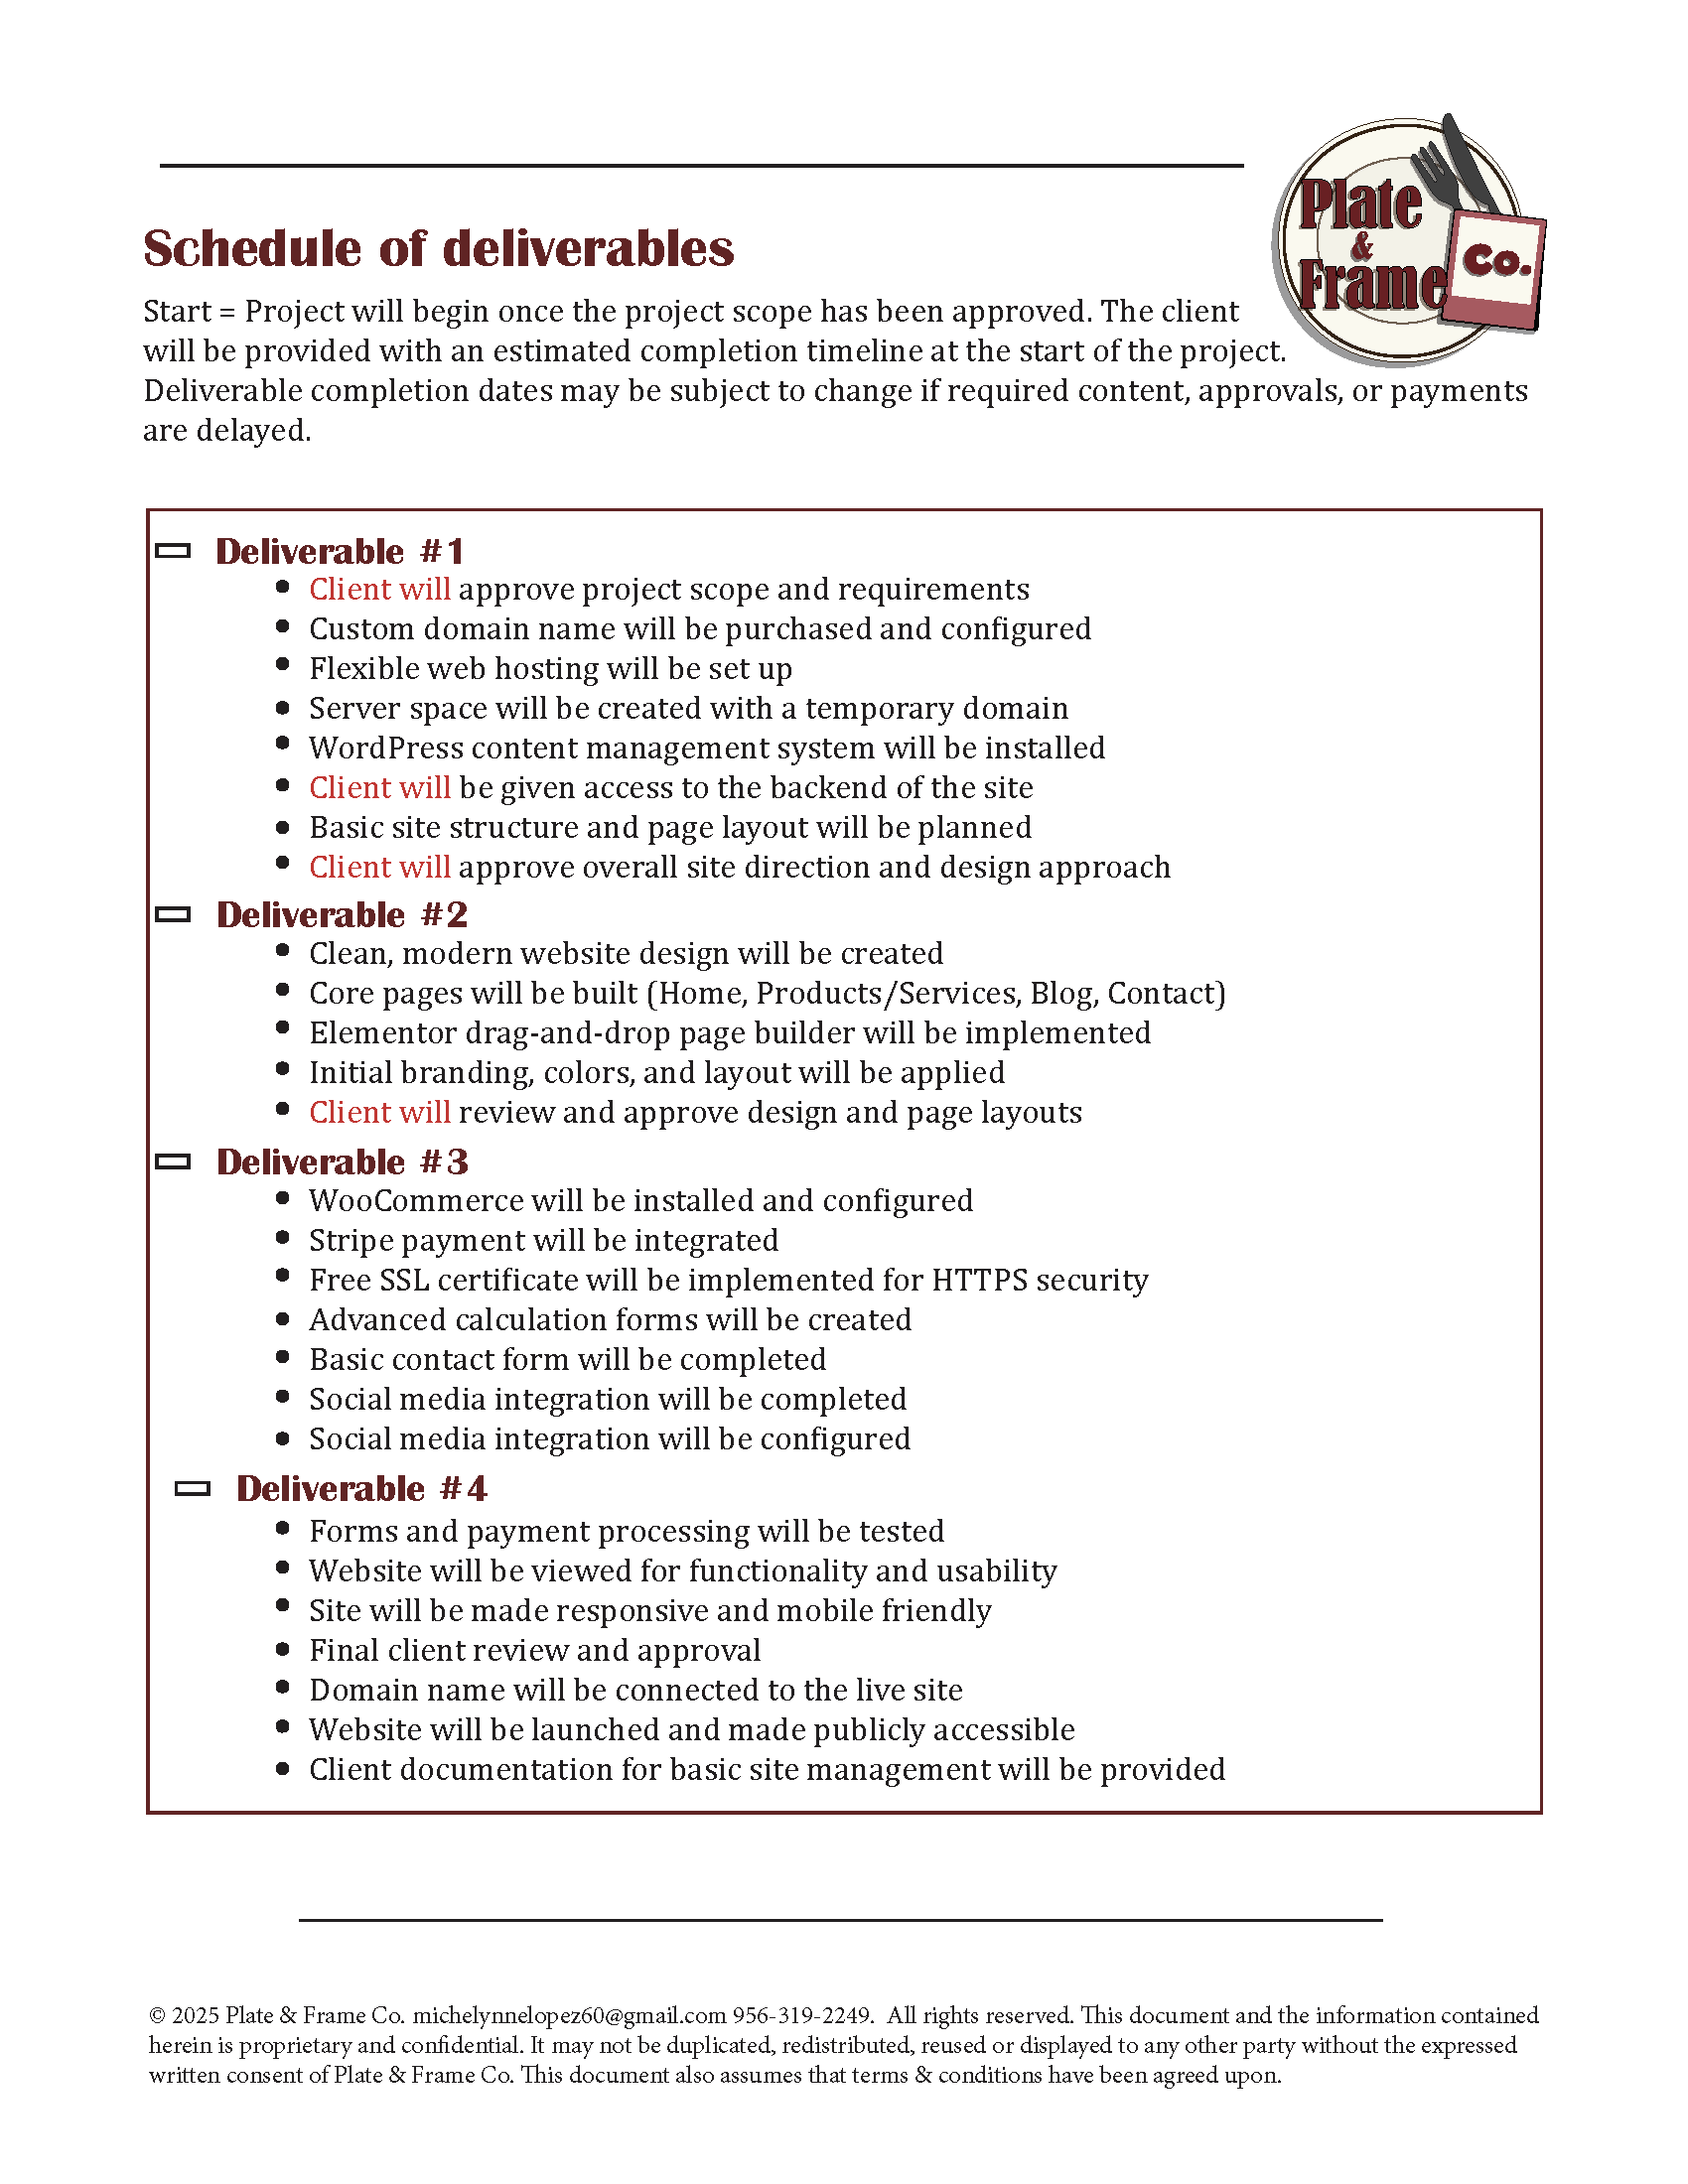 Plate
&
Frame
Co.
Schedule of deliverables
Start = Project will begin once the project scope has been approved. The client
will be provided with an estimated completion timeline at the start of the project.
Deliverable completion dates may be subject to change if required content, approvals, or payments
are delayed.
Deliverable #1
• Client will approve project scope and requirements
• Custom domain name will be purchased and configured
• Flexible web hosting will be set up
• Server space will be created with a temporary domain
• WordPress content management system will be installed
• Client will be given access to the backend of the site
• Basic site structure and page layout will be planned
• Client will approve overall site direction and design approach
Deliverable #2
• Clean, modern website design will be created
• Core pages will be built (Home, Products/Services, Blog, Contact)
• Elementor drag-and-drop page builder will be implemented
• Initial branding, colors, and layout will be applied
• Client will review and approve design and page layouts
Deliverable #3
• WooCommerce will be installed and configured
• Stripe payment will be integrated
• Free SSL certificate will be implemented for HTTPS security
• Advanced calculation forms will be created
• Basic contact form will be completed
• Social media integration will be completed
• Social media integration will be configured
Deliverable #4
• Forms and payment processing will be tested
• Website will be viewed for functionality and usability
• Site will be made responsive and mobile friendly
• Final client review and approval
• Domain name will be connected to the live site
• Website will be launched and made publicly accessible
• Client documentation for basic site management will be provided
© 2025 Plate & Frame Co. michelynnelopez60@gmail.com 956-319-2249. All rights reserved. This document and the information contained
herein is proprietary and confidential. It may not be duplicated, redistributed, reused or displayed to any other party without the expressed
written consent of Plate & Frame Co. This document also assumes that terms & conditions have been agreed upon.